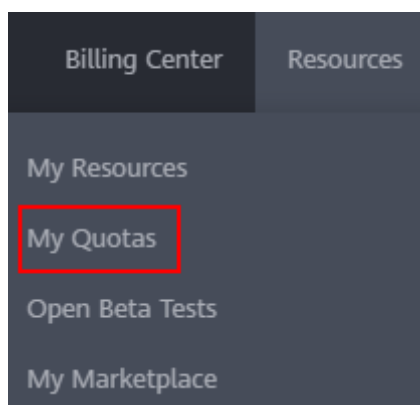 Billing Center Resources
My Resources
My Quotas
Open Beta Tests
My Marketplace